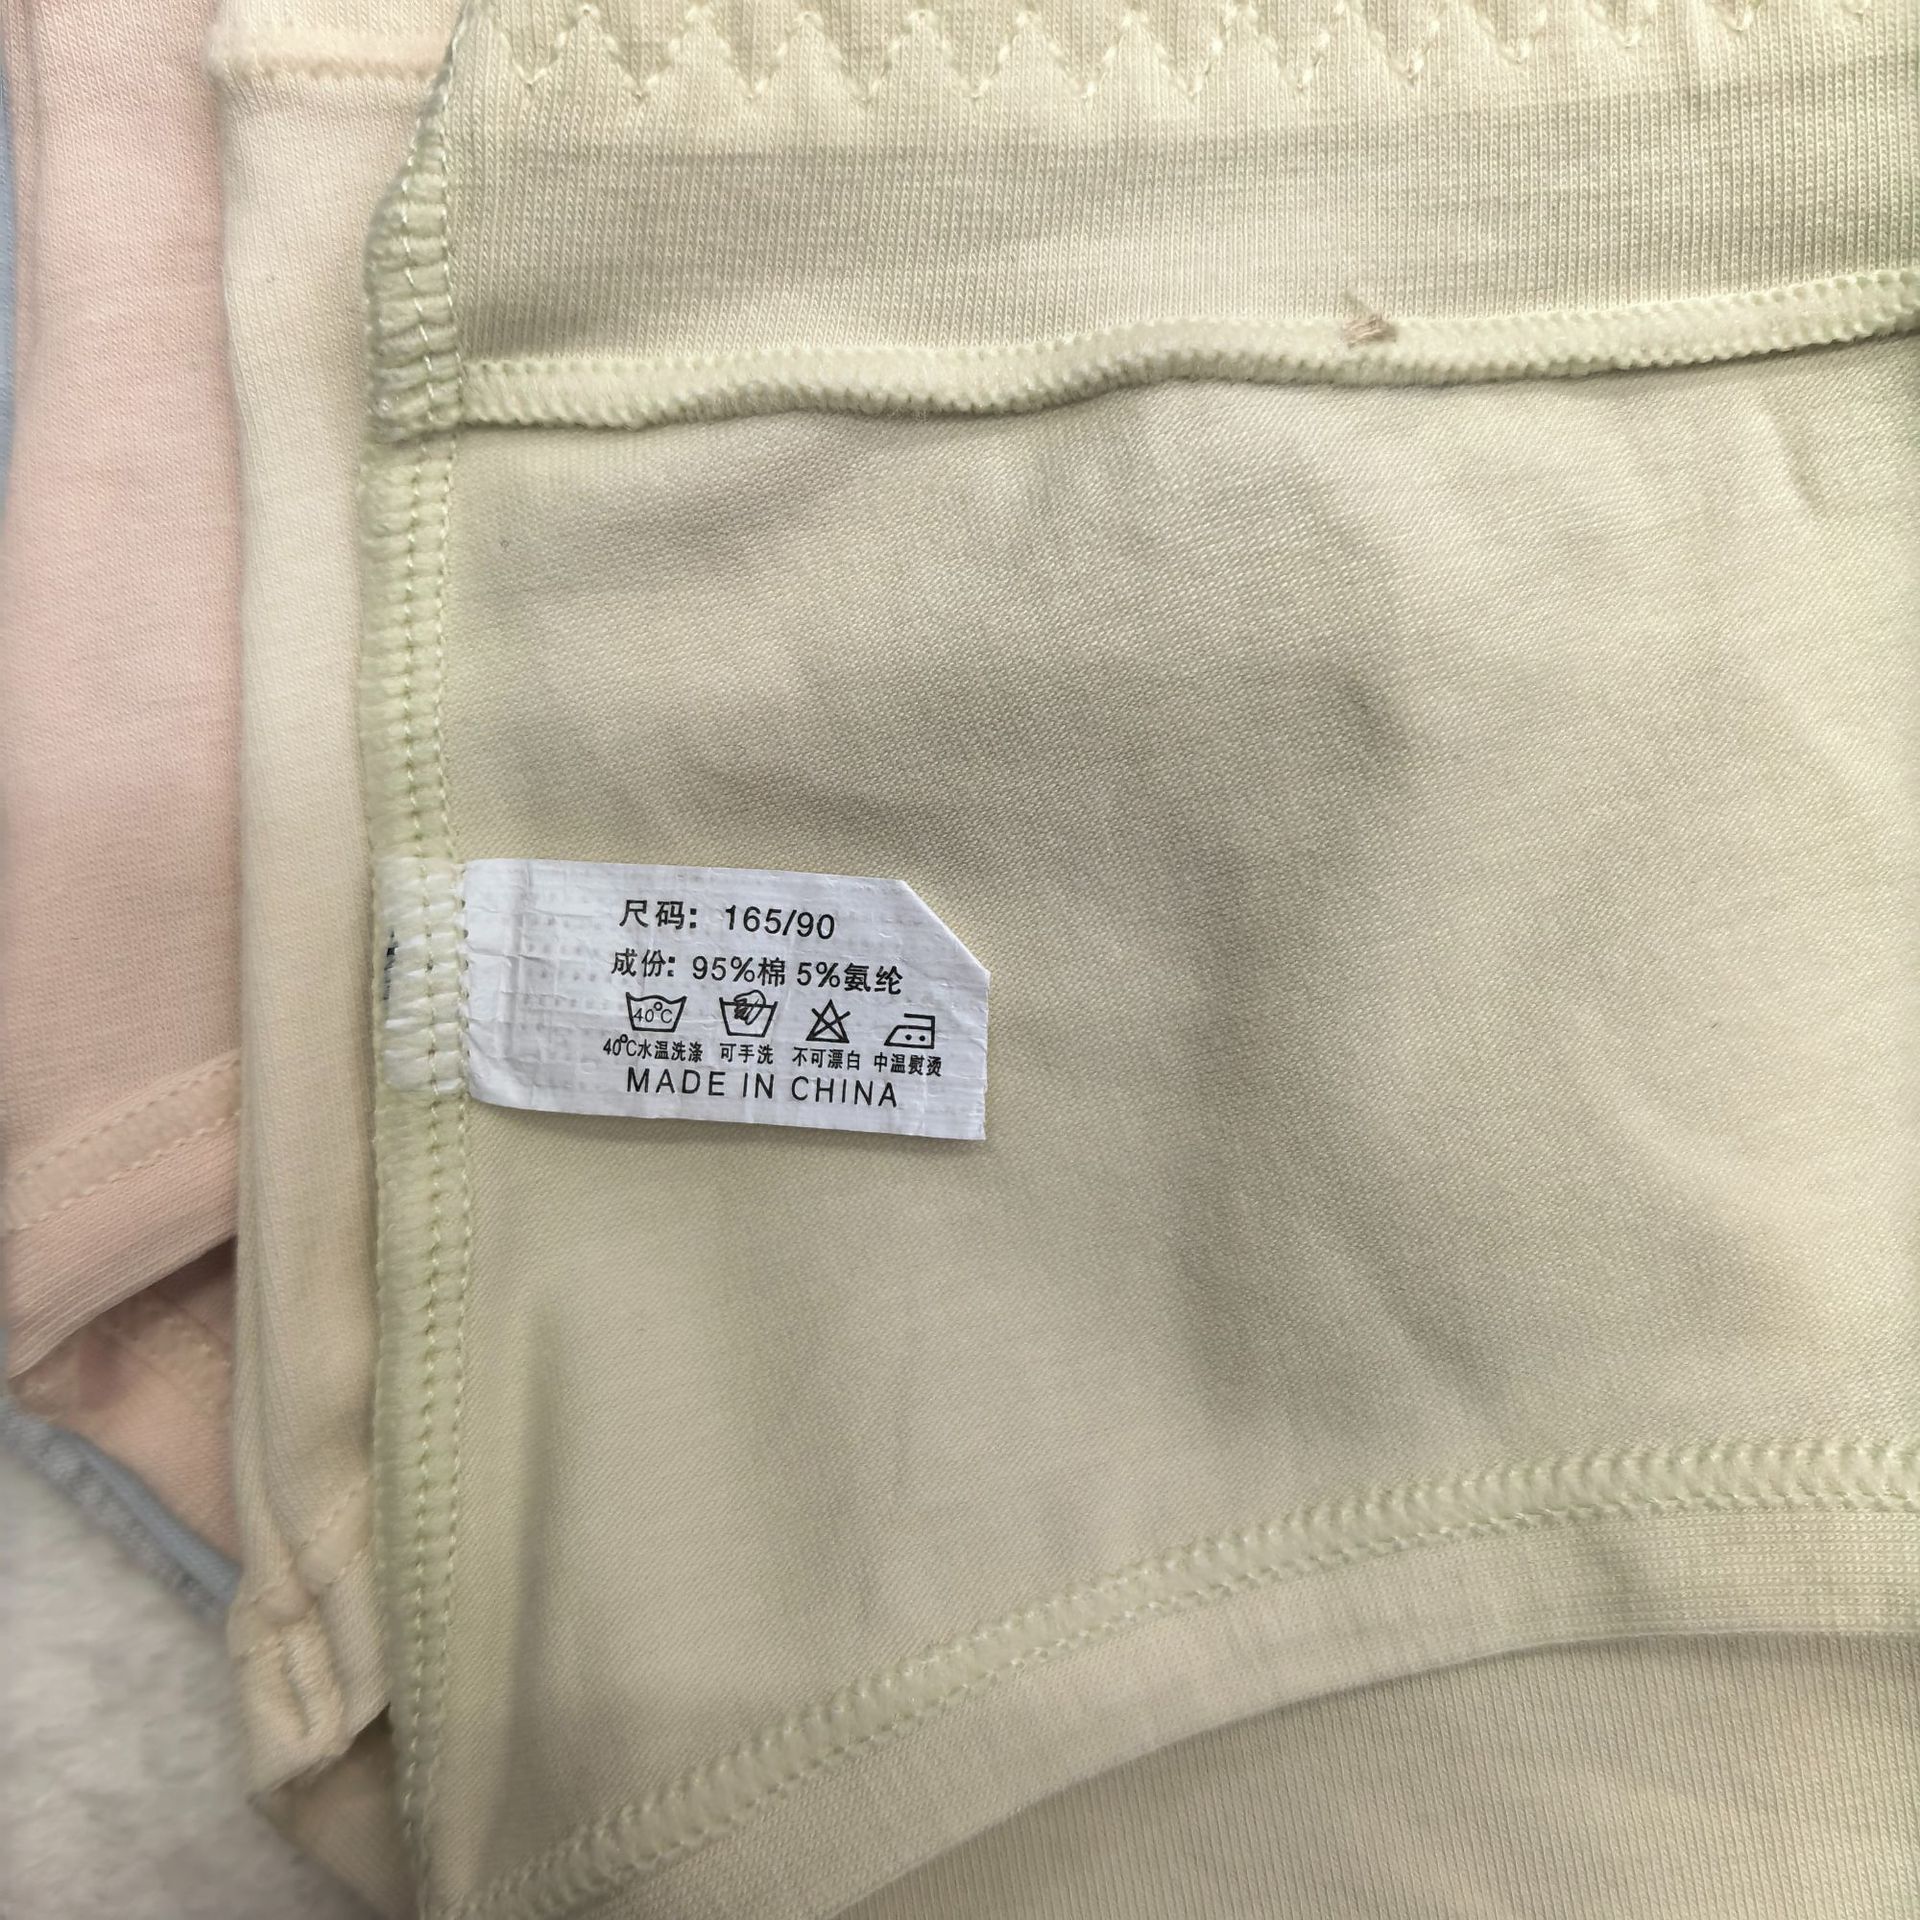 尺码: 165/90
成份: 95%棉 5%氨纶
40°C
40°C水温洗涤 可手洗 不可漂白 中温熨烫
MADE IN CHINA